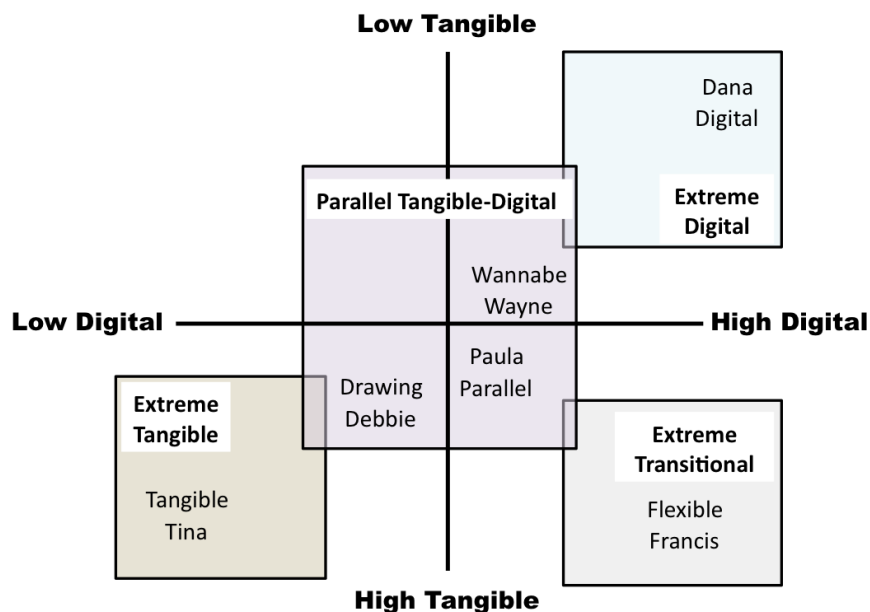 Low Tangible
Dana
Digital
Extreme
Digital
Parallel Tangible-Digital
Wannabe
Wayne
Low Digital
High Digital
Paula
Parallel
Drawing
Debbie
Extreme
Tangible
Tangible
Tina
Extreme
Transitional
Flexible
Francis
High Tangible